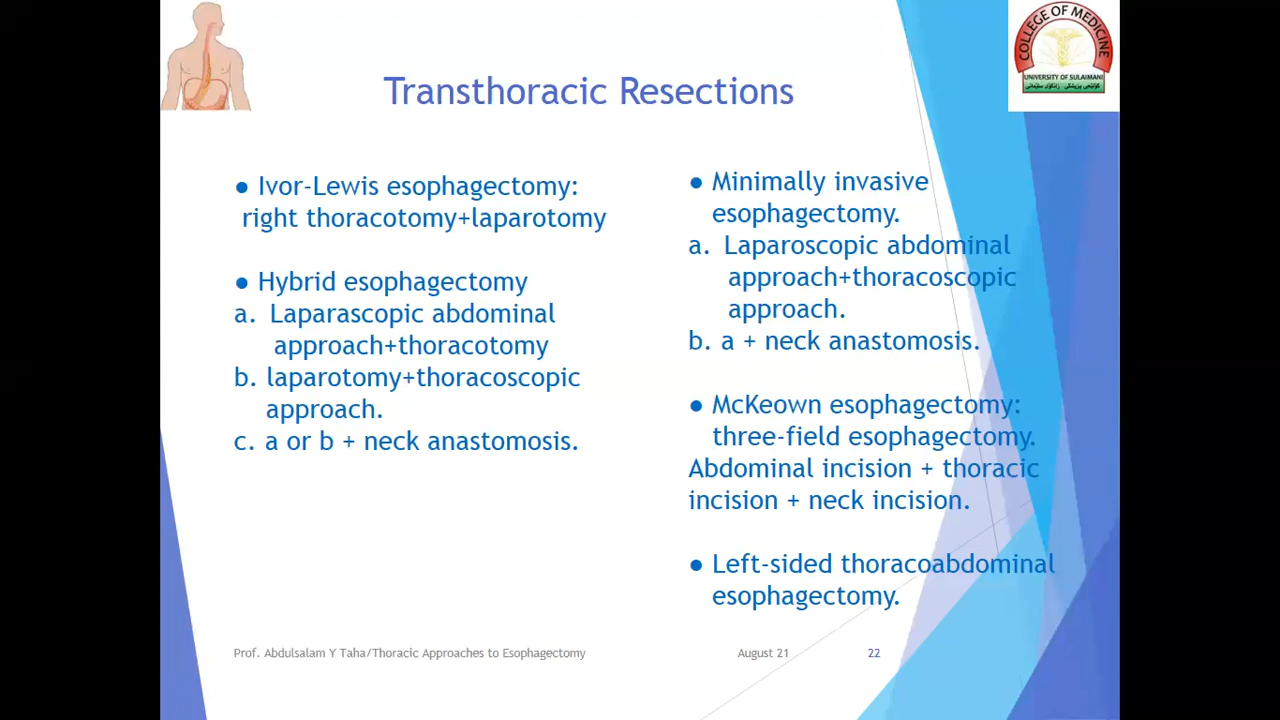 COLLEGE OF MEDICINE
UNIVERSITY OF SULAIMANI
Transthoracic Resections
● Ivor-Lewis esophagectomy:
right thoracotomy+laparotomy
● Hybrid esophagectomy
a. Laparascopic abdominal
approach+thoracotomy
b. laparotomy+thoracoscopic
approach.
c. a or b + neck anastomosis.
● Minimally invasive
esophagectomy.
a. Laparoscopic abdominal
approach+thoracoscopic
approach.
b. a + neck anastomosis.
● McKeown esophagectomy:
three-field esophagectomy.
Abdominal incision + thoracic
incision + neck incision.
● Left-sided thoracoabdominal
esophagectomy.
Prof. Abdulsalam Y Taha/Thoracic Approaches to Esophagectomy
August 21
22